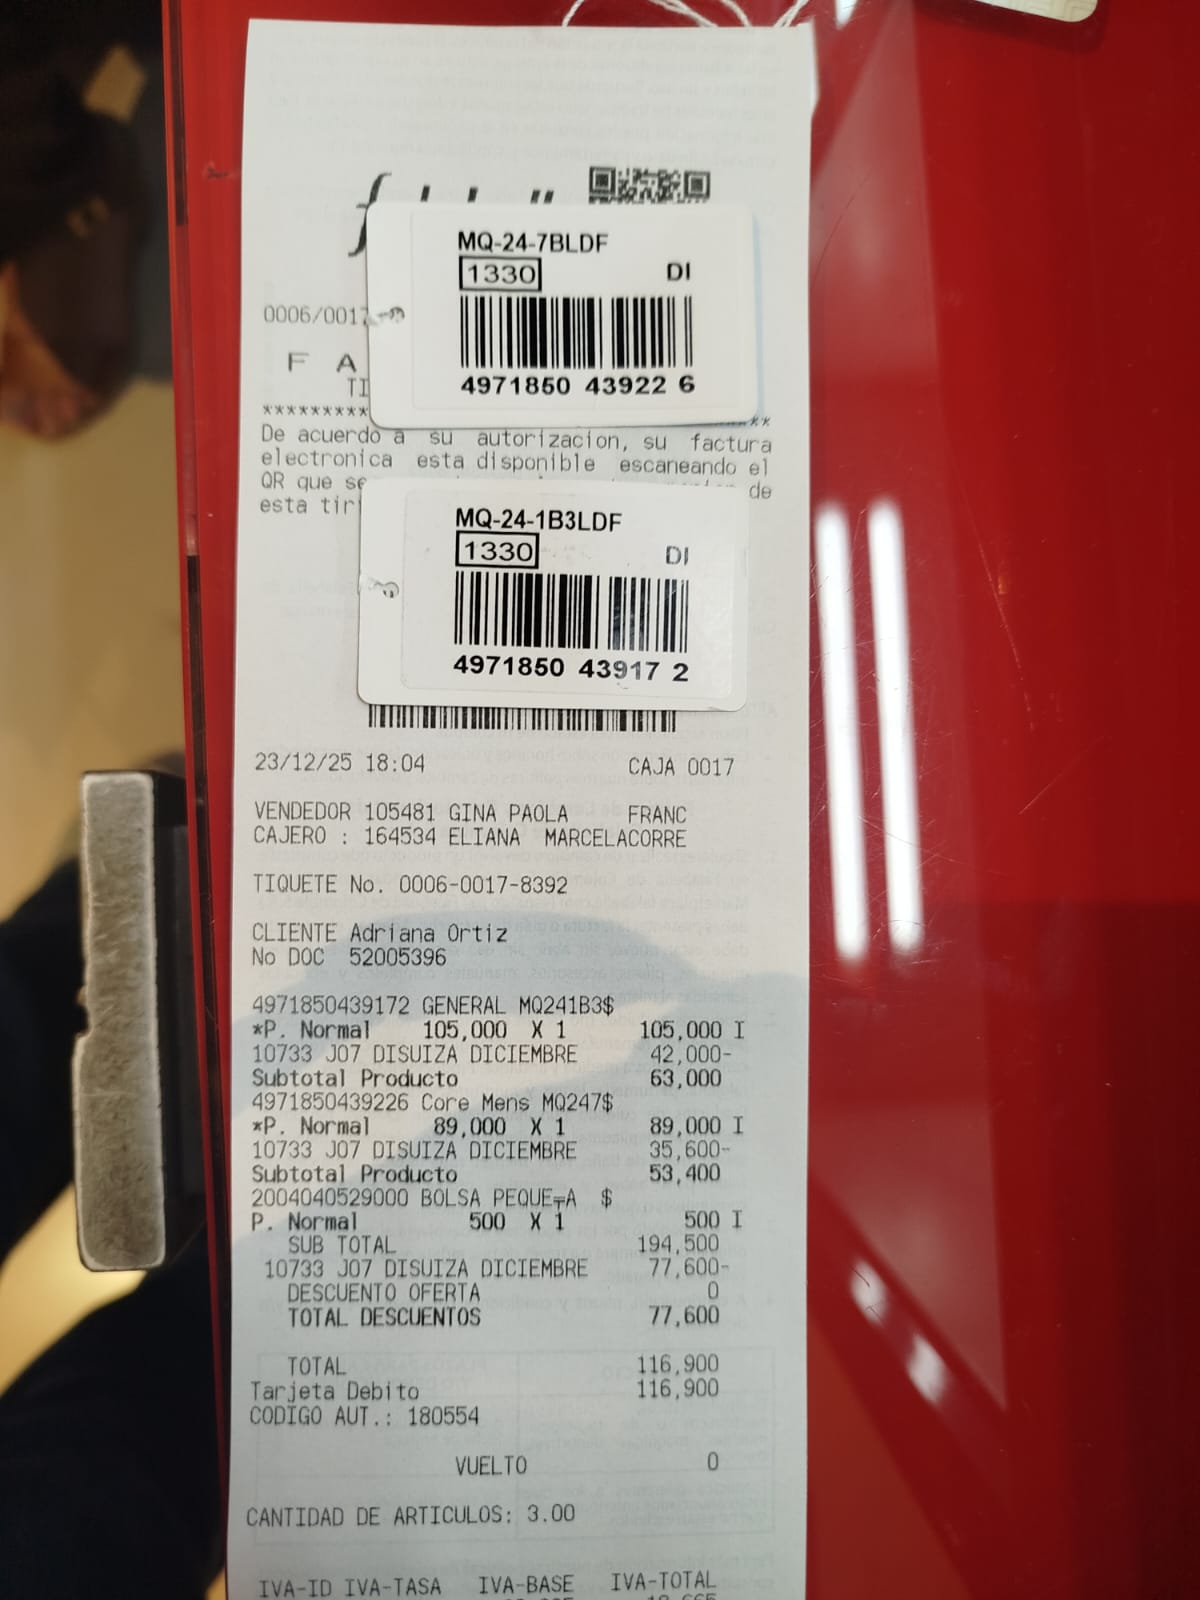 MQ-24-7BLDF
1330 DI
4971850 43922 6
0006/0017
F A
TI
*********
**
De acuerdo a su autorizacion, su factura
electronica esta disponible escaneando el
QR que se de
esta tir
MQ-24-1B3LDF
1330 DI
4971850 43917 2
23/12/25 18:04 CAJA 0017
VENDEDOR 105481 GINA PAOLA FRANC
CAJERO : 164534 ELIANA MARCELACORRE
TIQUETE No. 0006-0017-8392
CLIENTE Adriana Ortiz
No DOC 52005396
4971850439172 GENERAL MQ241B3$
*P. Normal 105,000 X 1 105,000 I
10733 J07 DISUIZA DICIEMBRE 42,000-
Subtotal Producto 63,000
4971850439226 Core Mens MQ247$
*P. Normal 89,000 X 1 89,000 I
10733 J07 DISUIZA DICIEMBRE 35,600-
Subtotal Producto 53,400
2004040529000 BOLSA PEQUE╤A $
P. Normal 500 X 1 500 I
SUB TOTAL 194,500
10733 J07 DISUIZA DICIEMBRE 77,600-
DESCUENTO OFERTA 0
TOTAL DESCUENTOS 77,600
TOTAL 116,900
Tarjeta Debito 116,900
CODIGO AUT.: 180554
VUELTO 0
CANTIDAD DE ARTICULOS: 3.00
IVA-ID IVA-TASA IVA-BASE IVA-TOTAL